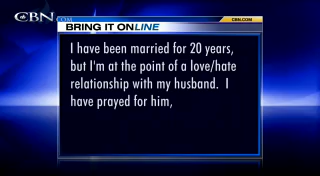 CBN
.COM
CBN.COM
BRING IT ONLINE
I have been married for 20 years,
but I'm at the point of a love/hate
relationship with my husband.  I
have prayed for him,